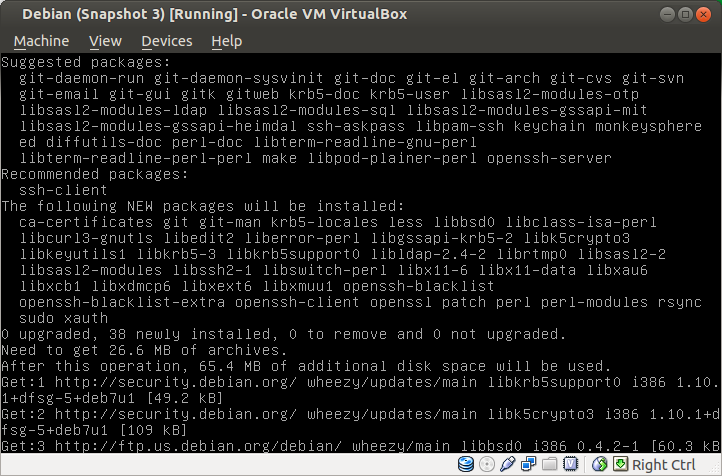 Debian (Snapshot 3) [Running] - Oracle VM VirtualBox
Machine View Devices Help
Suggested packages:
git-daemon-run git-daemon-sysvinit git-doc git-el git-arch git-cvs git-svn
git-email git-gui gitk gitweb krb5-doc krb5-user libsasl2-modules-otp
libsasl2-modules-ldap libsasl2-modules-sql libsasl2-modules-gssapi-mit
libsasl2-modules-gssapi-heimdal ssh-askpass libpam-ssh keychain monkeysphere
ed diffutils-doc perl-doc libterm-readline-gnu-perl
libterm-readline-perl-perl make libpod-plainer-perl openssh-server
Recommended packages:
ssh-client
The following NEW packages will be installed:
ca-certificates git git-man krb5-locales less libbsd0 libclass-isa-perl
libcurl3-gnutls libedit2 liberror-perl libgssapi-krb5-2 libk5crypto3
libkeyutils1 libkrb5-3 libkrb5support0 libldap-2.4-2 librtmp0 libsasl2-2
libsasl2-modules libssh2-1 libswitch-perl libx11-6 libx11-data libxau6
libxcb1 libxdmcp6 libxext6 libxmuu1 openssh-blacklist
openssh-blacklist-extra openssh-client openssl patch perl perl-modules rsync
sudo xauth
0 upgraded, 38 newly installed, 0 to remove and 0 not upgraded.
Need to get 26.6 MB of archives.
After this operation, 65.4 MB of additional disk space will be used.
Get:1 http://security.debian.org/ wheezy/updates/main libkrb5support0 i386 1.10.
1+dfsg-5+deb7u1 [49.2 kB]
Get:2 http://security.debian.org/ wheezy/updates/main libk5crypto3 i386 1.10.1+d
fsg-5+deb7u1 [109 kB]
Get:3 http://ftp.us.debian.org/debian/ wheezy/main libbsd0 i386 0.4.2-1 [60.3 kB
Right Ctrl